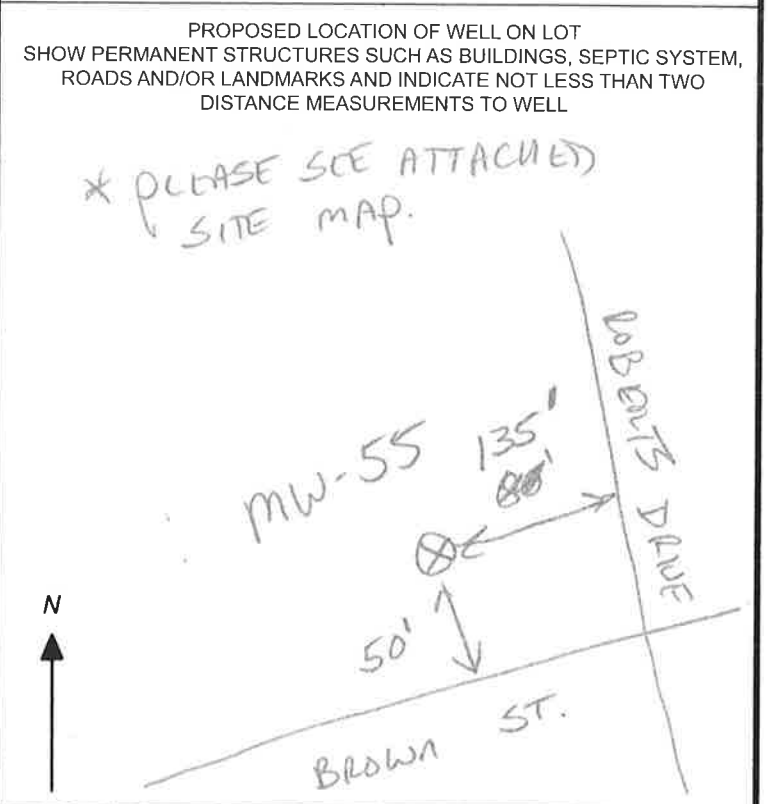 PROPOSED LOCATION OF WELL ON LOT
SHOW PERMANENT STRUCTURES SUCH AS BUILDINGS, SEPTIC SYSTEM,
ROADS AND/OR LANDMARKS AND INDICATE NOT LESS THAN TWO
DISTANCE MEASUREMENTS TO WELL
* PLEASE SEE ATTACHED
SITE MAP.
ROBERTS DRIVE
MW-55
135'
N
50'
BROWN ST.